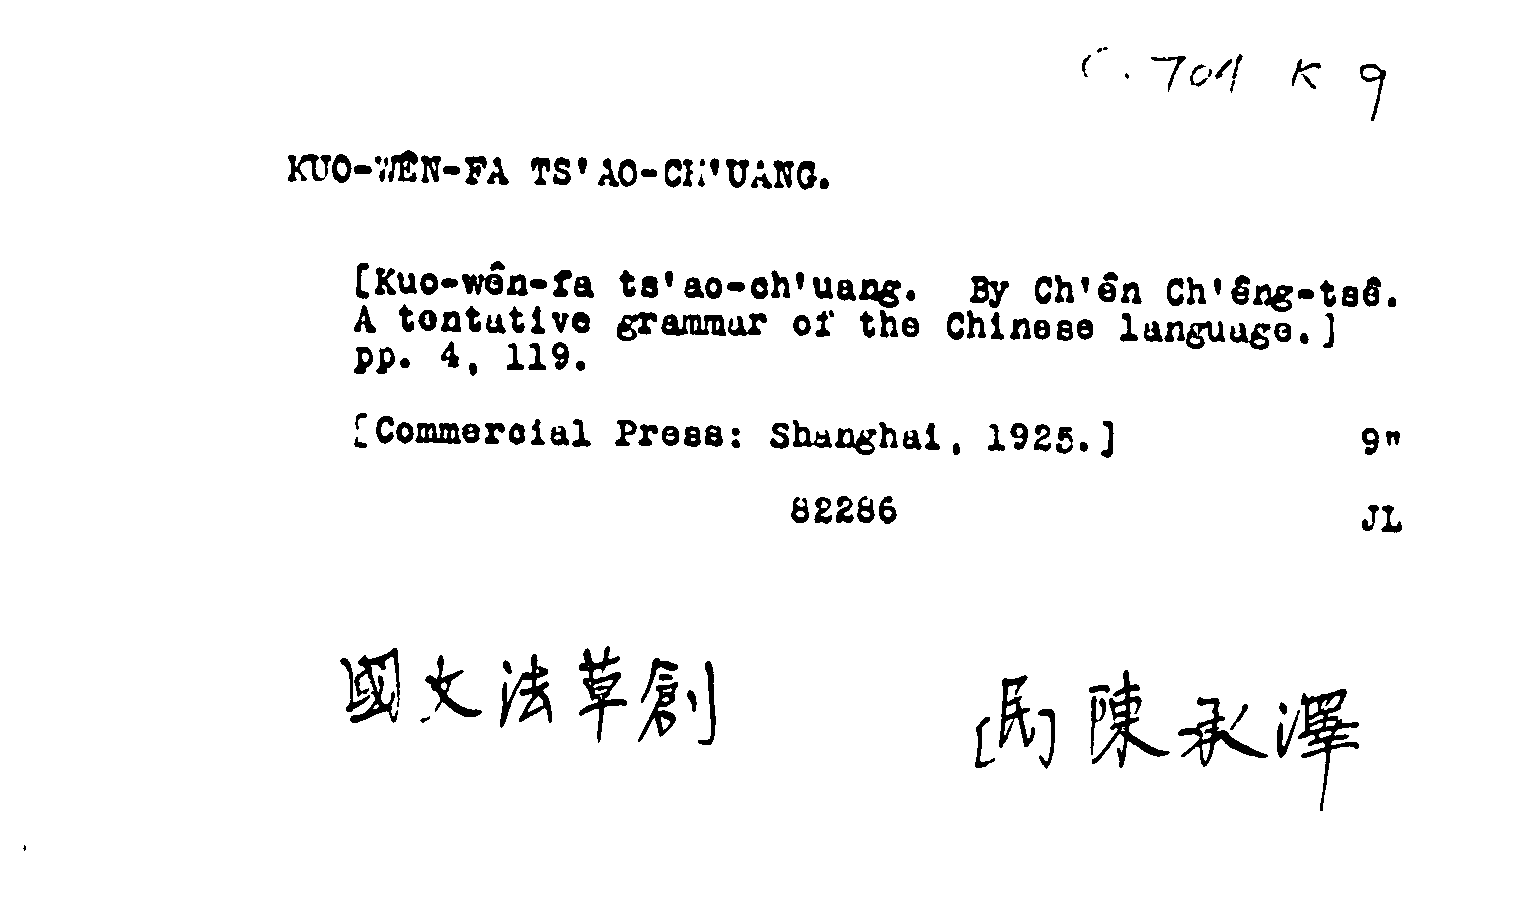 C. 704 K 9
KUO-WÊN-FA TS'AO-CH'UANG.
[Kuo-wên-fa ts'ao-ch'uang. By Ch'ên Ch'êng-tsê.
A tentative grammar of the Chinese language.]
pp. 4, 119.
[Commercial Press: Shanghai, 1925.] 9"
82286 JL
國文法草創 [民] 陳承澤